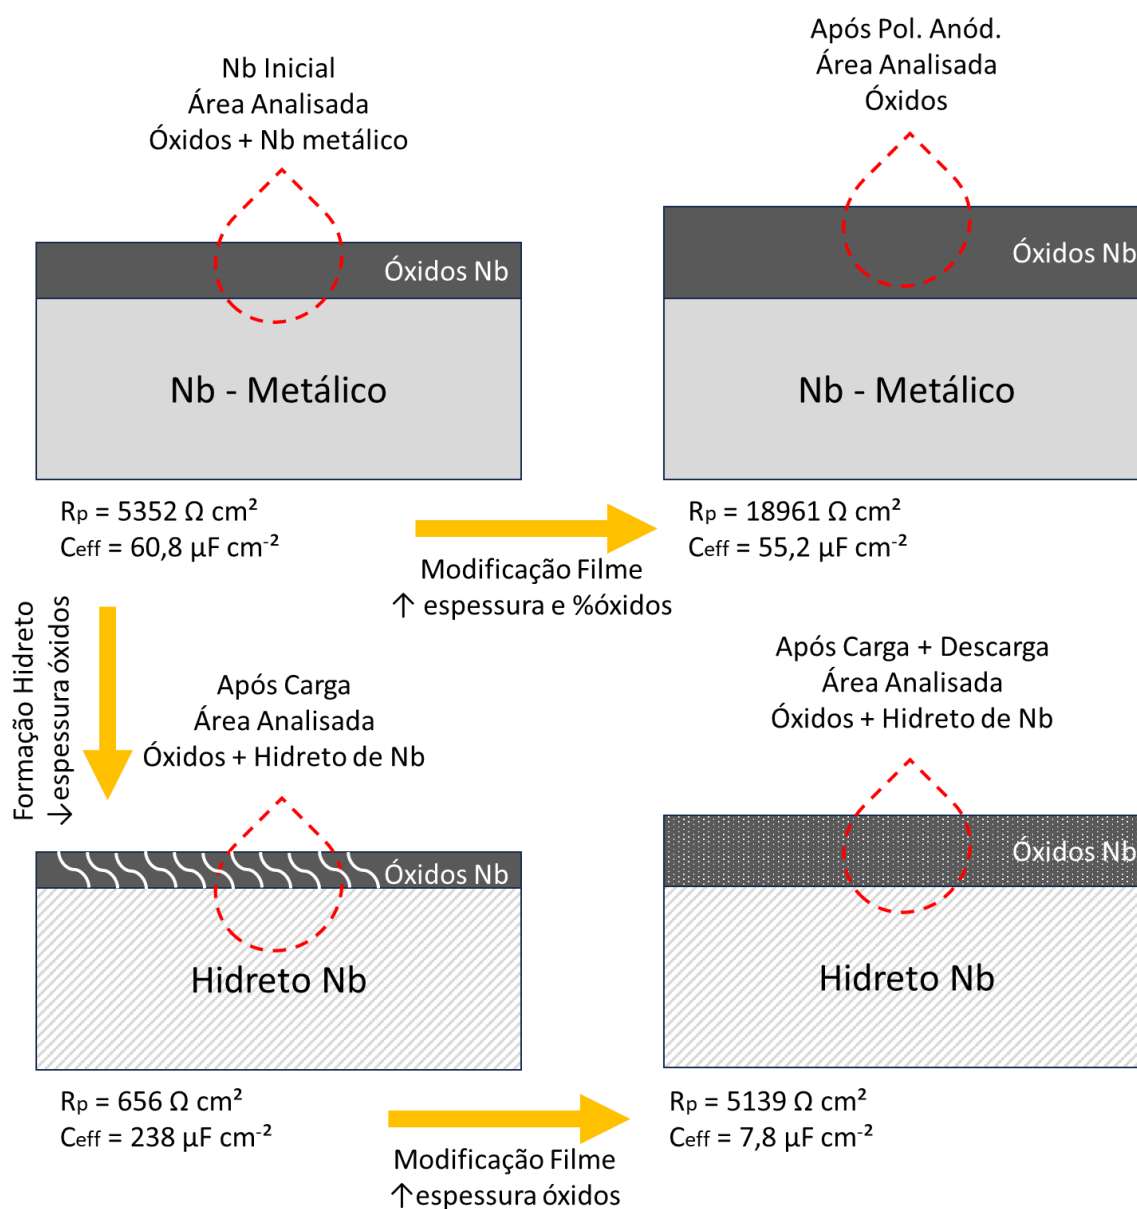 Nb Inicial
Área Analisada
Óxidos + Nb metálico
Óxidos Nb
Nb - Metálico
Rp = 5352 Ω cm²
Ceff = 60,8 µF cm⁻²
Modificação Filme
↑ espessura e %óxidos
Após Pol. Anód.
Área Analisada
Óxidos
Óxidos Nb
Nb - Metálico
Rp = 18961 Ω cm²
Ceff = 55,2 µF cm⁻²
Formação Hidreto
↓espessura óxidos
Após Carga
Área Analisada
Óxidos + Hidreto de Nb
Óxidos Nb
Hidreto Nb
Rp = 656 Ω cm²
Ceff = 238 µF cm⁻²
Modificação Filme
↑espessura óxidos
Após Carga + Descarga
Área Analisada
Óxidos + Hidreto de Nb
Óxidos Nb
Hidreto Nb
Rp = 5139 Ω cm²
Ceff = 7,8 µF cm⁻²